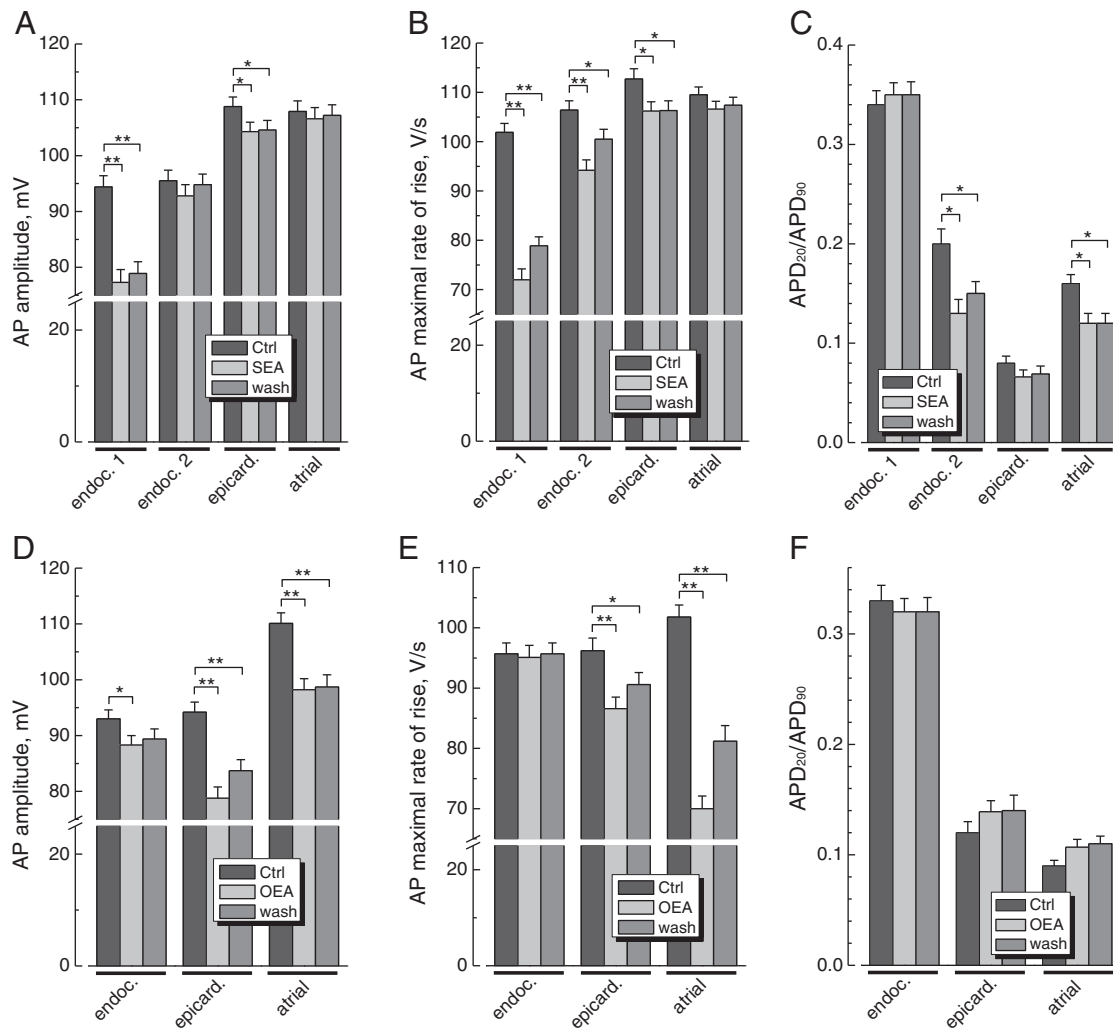 A
AP amplitude, mV
120
110
100
90
80
20
0
**
**
*
*
Ctrl
SEA
wash
endoc. 1
endoc. 2
epicard.
atrial
B
AP maximal rate of rise, V/s
120
110
100
90
80
70
20
0
**
**
**
*
*
*
Ctrl
SEA
wash
endoc. 1
endoc. 2
epicard.
atrial
C
APD20/APD90
0.4
0.3
0.2
0.1
0.0
*
*
*
*
Ctrl
SEA
wash
endoc. 1
endoc. 2
epicard.
atrial
D
AP amplitude, mV
120
110
100
90
80
20
0
*
**
**
**
**
Ctrl
OEA
wash
endoc.
epicard.
atrial
E
AP maximal rate of rise, V/s
110
100
90
80
70
20
0
*
**
**
**
Ctrl
OEA
wash
endoc.
epicard.
atrial
F
APD20/APD90
0.3
0.2
0.1
0.0
Ctrl
OEA
wash
endoc.
epicard.
atrial